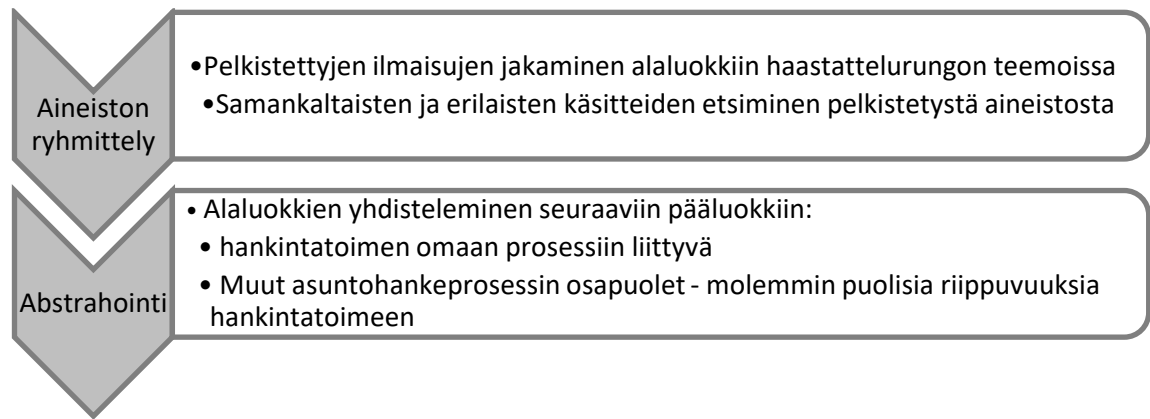 Aineiston
ryhmittely
•Pelkistettyjen ilmaisujen jakaminen alaluokkiin haastattelurungon teemoissa
•Samankaltaisten ja erilaisten käsitteiden etsiminen pelkistetystä aineistosta
Abstrahointi
• Alaluokkien yhdisteleminen seuraaviin pääluokkiin:
• hankintatoimen omaan prosessiin liittyvä
• Muut asuntohankeprosessin osapuolet - molemmin puolisia riippuvuuksia
hankintatoimeen